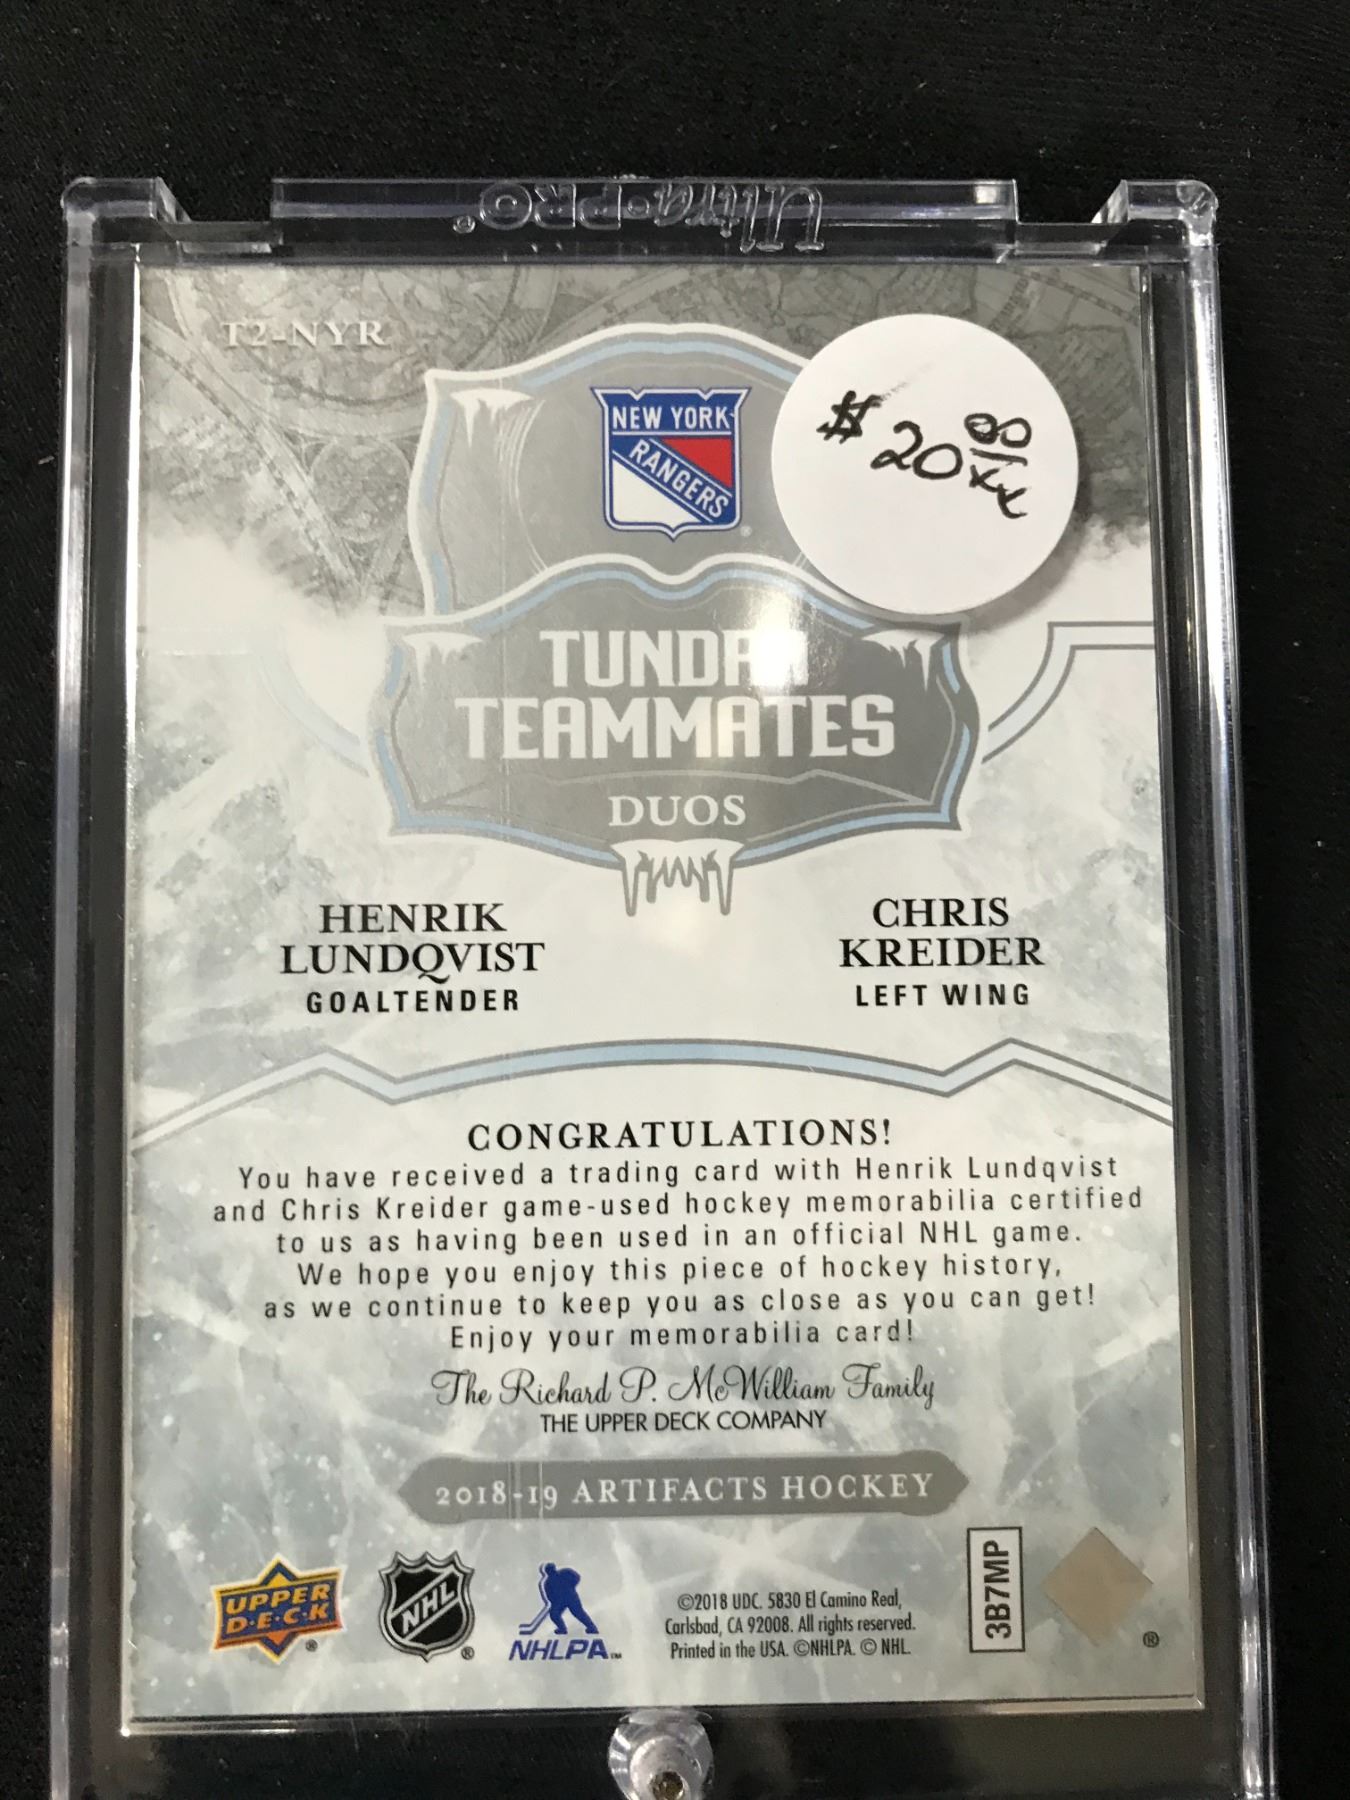 Ultra•PRO®
T2-NYR
NEW YORK
RANGERS
$20 00/xx
TUNDRA
TEAMMATES
DUOS
HENRIK
LUNDQVIST
GOALTENDER
CHRIS
KREIDER
LEFT WING
CONGRATULATIONS!
You have received a trading card with Henrik Lundqvist
and Chris Kreider game-used hockey memorabilia certified
to us as having been used in an official NHL game.
We hope you enjoy this piece of hockey history,
as we continue to keep you as close as you can get!
Enjoy your memorabilia card!
The Richard P. McWilliam Family
THE UPPER DECK COMPANY
2018-19 ARTIFACTS HOCKEY
UPPER
D•E•C•K
®
NHL
®
NHLPA™
©2018 UDC. 5830 El Camino Real,
Carlsbad, CA 92008. All rights reserved.
Printed in the USA. ©NHLPA. © NHL.
3B7MP
®